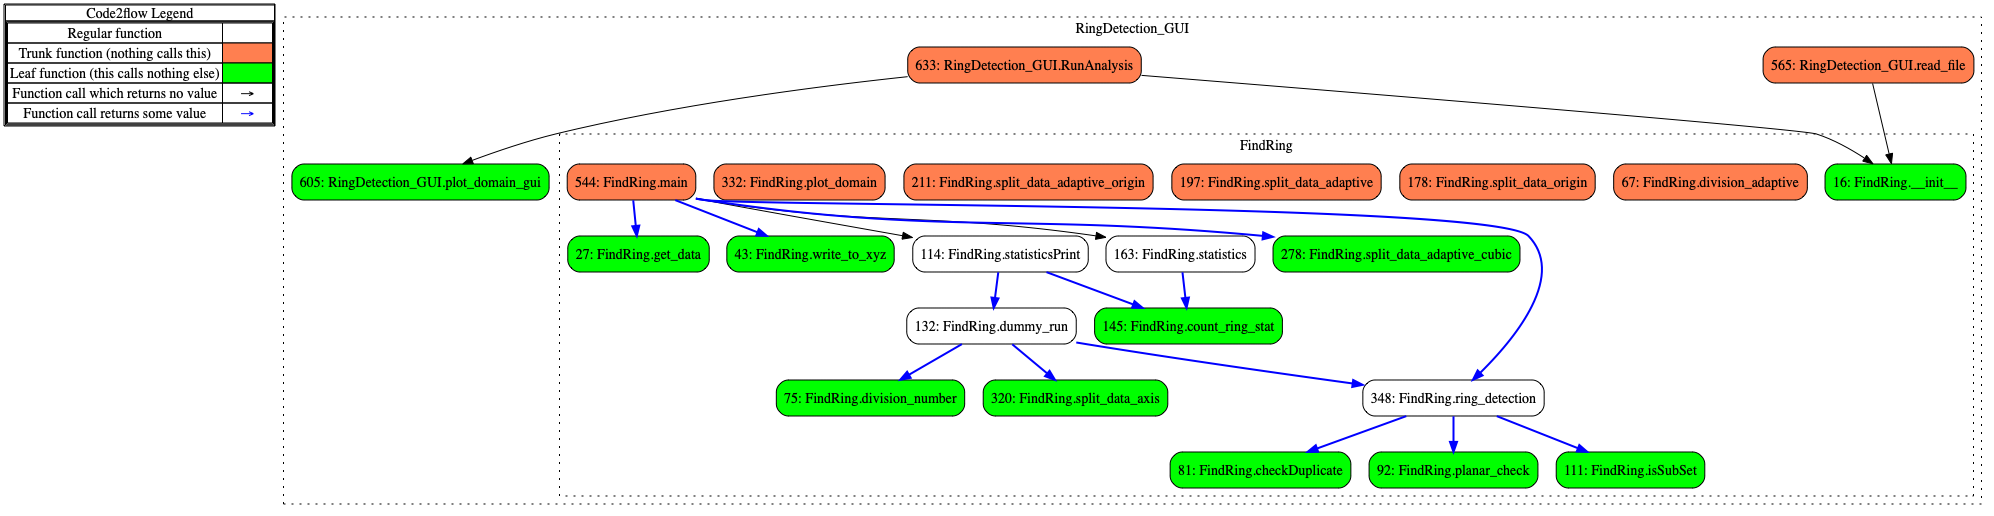 Code2flow Legend
Regular function
Trunk function (nothing calls this)
Leaf function (this calls nothing else)
Function call which returns no value →
Function call returns some value →
RingDetection_GUI
633: RingDetection_GUI.RunAnalysis
565: RingDetection_GUI.read_file
FindRing
605: RingDetection_GUI.plot_domain_gui
544: FindRing.main
332: FindRing.plot_domain
211: FindRing.split_data_adaptive_origin
197: FindRing.split_data_adaptive
178: FindRing.split_data_origin
67: FindRing.division_adaptive
16: FindRing.__init__
27: FindRing.get_data
43: FindRing.write_to_xyz
114: FindRing.statisticsPrint
163: FindRing.statistics
278: FindRing.split_data_adaptive_cubic
132: FindRing.dummy_run
145: FindRing.count_ring_stat
75: FindRing.division_number
320: FindRing.split_data_axis
348: FindRing.ring_detection
81: FindRing.checkDuplicate
92: FindRing.planar_check
111: FindRing.isSubSet